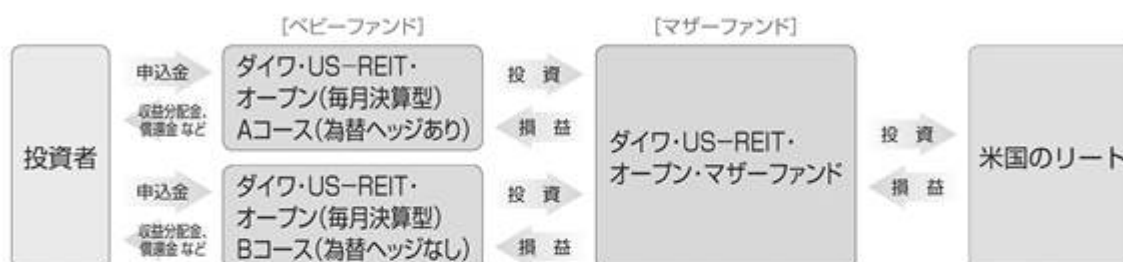 [ベビーファンド]
[マザーファンド]
投資者
申込金
収益分配金、
償還金 など
ダイワ・US−REIT・
オープン(毎月決算型)
Aコース(為替ヘッジあり)
投 資
損 益
申込金
収益分配金、
償還金 など
ダイワ・US−REIT・
オープン(毎月決算型)
Bコース(為替ヘッジなし)
投 資
損 益
ダイワ・US−REIT・
オープン・マザーファンド
投 資
損 益
米国のリート